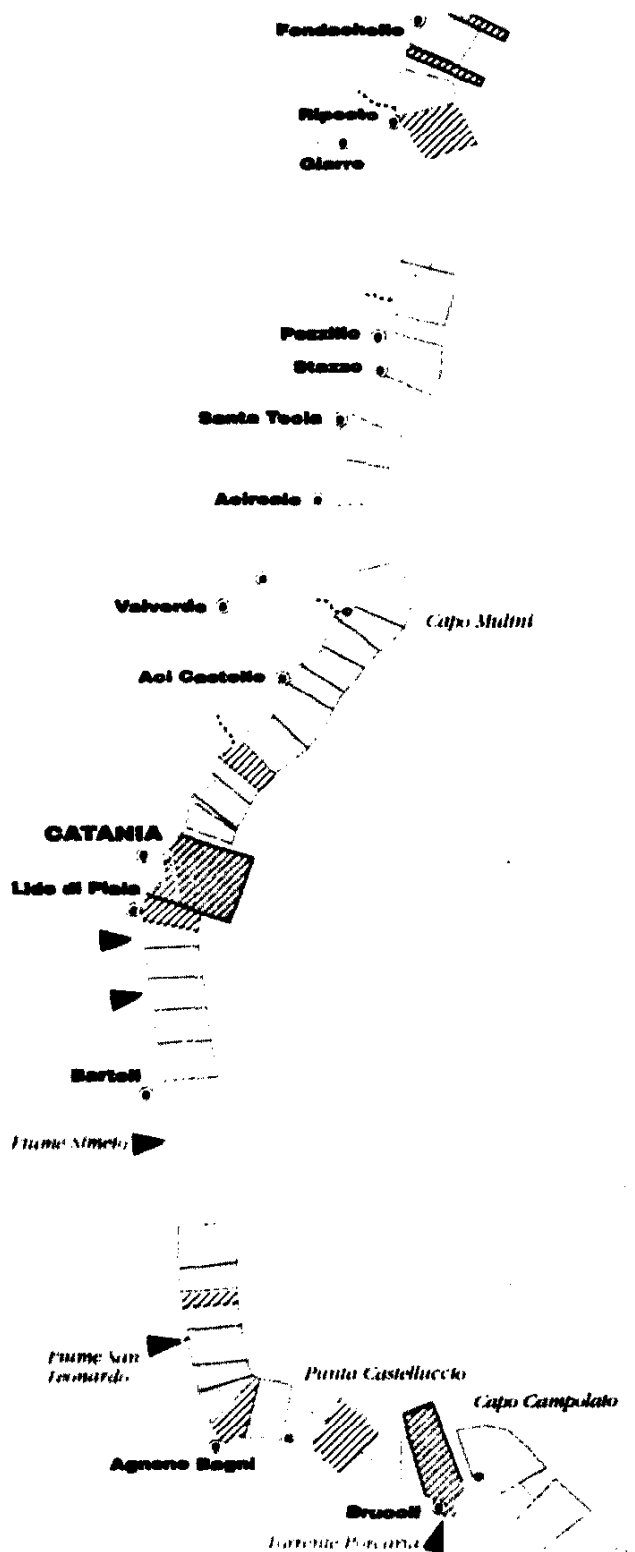 Fondachello
Riposto
Giarre
Pozzillo
Stazzo
Santa Tecla
Acireale
Valverde
Capo Mulini
Aci Castello
CATANIA
Lido di Plaia
Bartoli
Fiume Simeto
Fiume San
Leonardo
Punta Castelluccio
Capo Campolato
Agnone Bagni
Brucoli
Torrente Porcaria